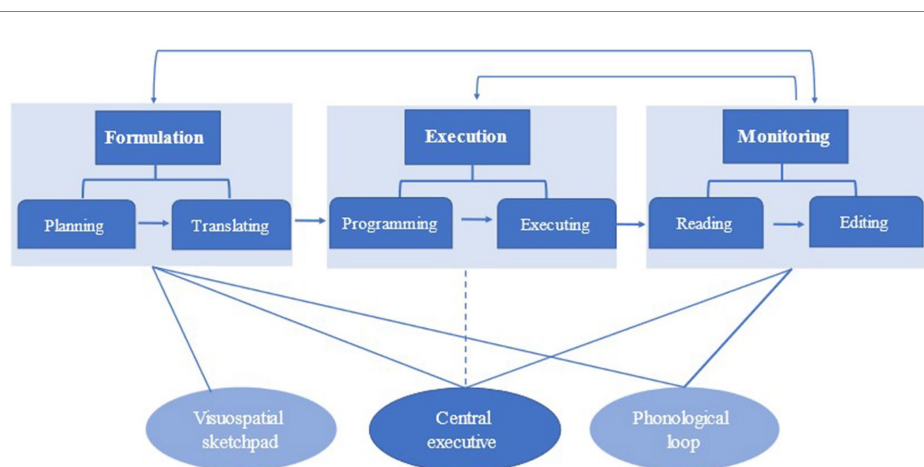 Formulation
Execution
Monitoring
Planning
Translating
Programming
Executing
Reading
Editing
Visuospatial
sketchpad
Central
executive
Phonological
loop